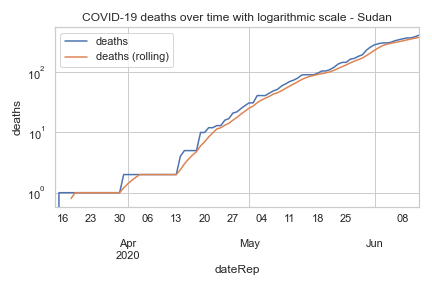 COVID-19 deaths over time with logarithmic scale - Sudan
deaths
deaths (rolling)
deaths
10²
10¹
10⁰
16 23 30 06 13 20 27 04 11 18 25 08
Apr May Jun
2020
dateRep